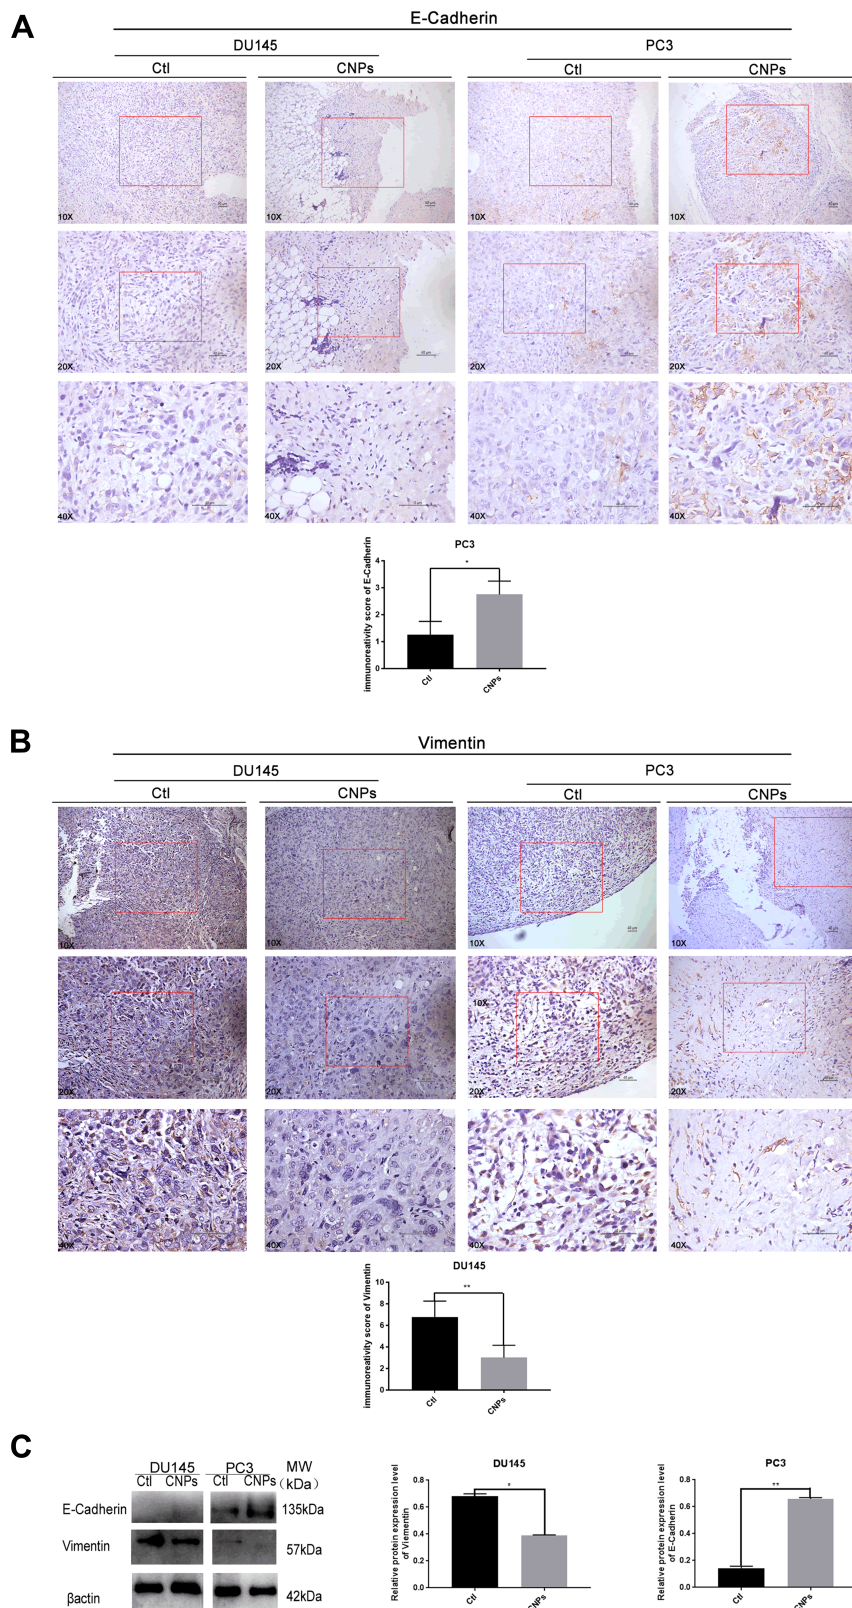 A
E-Cadherin
DU145
PC3
Ctl
CNPs
Ctl
CNPs
10X
10X
10X
10X
20X
20X
20X
20X
40X
40X
40X
40X
PC3
immunoreativity score of E-Cadherin
4
3
2
1
0
*
Ctl
CNPs
B
Vimentin
DU145
PC3
Ctl
CNPs
Ctl
CNPs
10X
10X
10X
10X
20X
20X
10X
20X
20X
40X
40X
40X
40X
DU145
immunoreativity score of Vimentin
10
8
6
4
2
0
**
Ctl
CNPs
C
DU145 PC3 MW
Ctl CNPs Ctl CNPs (kDa)
E-Cadherin 135kDa
Vimentin 57kDa
βactin 42kDa
DU145
Relative protein expression level
of Viementin
0.8
0.6
0.4
0.2
0.0
*
Ctl
CNPs
PC3
Relative protein expression level
of E-Cadherin
0.8
0.6
0.4
0.2
0.0
**
Ctl
CNPs